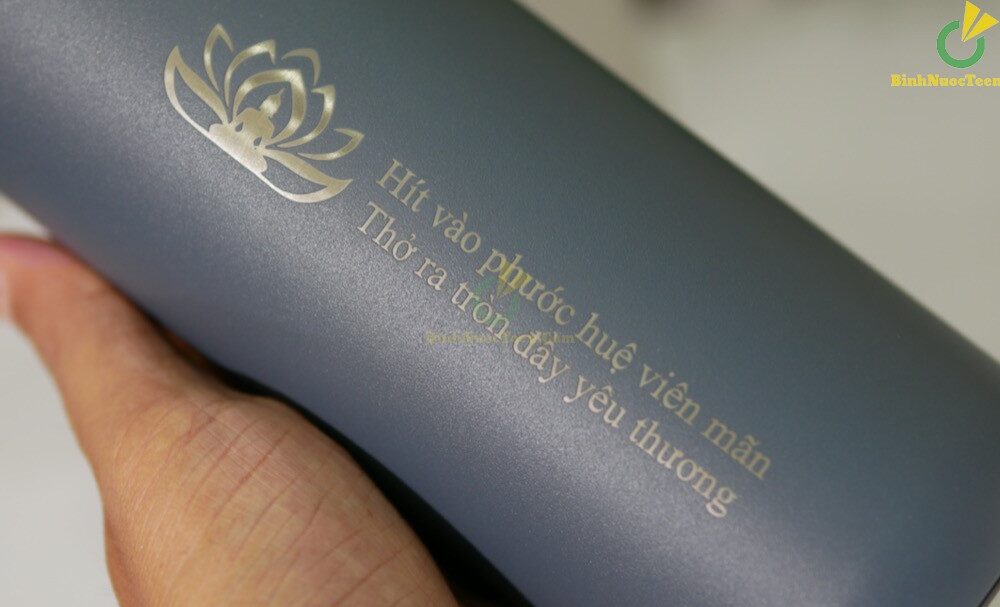 BinhNuocTeen
Hít vào phước huệ viên mãn
Thở ra tròn đầy yêu thương